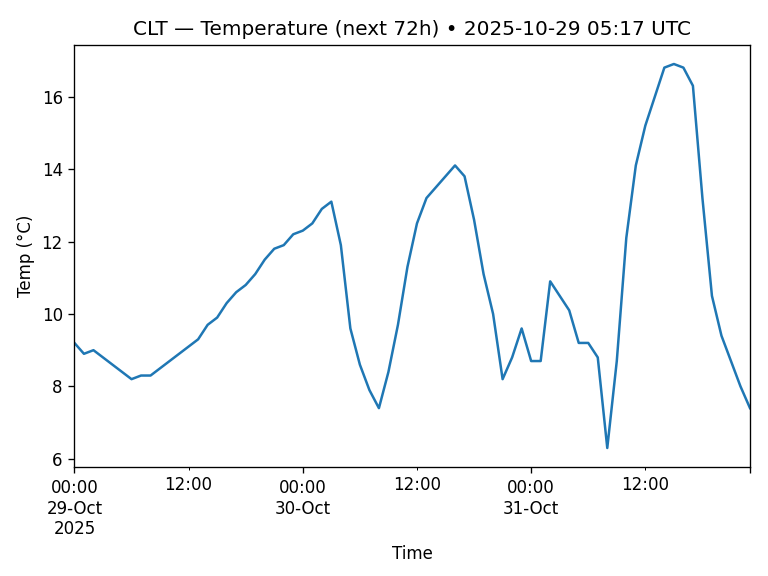 CLT — Temperature (next 72h) • 2025-10-29 05:17 UTC
Temp (°C)
16
14
12
10
8
6
00:00 12:00 00:00 12:00 00:00 12:00
29-Oct 30-Oct 31-Oct
2025
Time